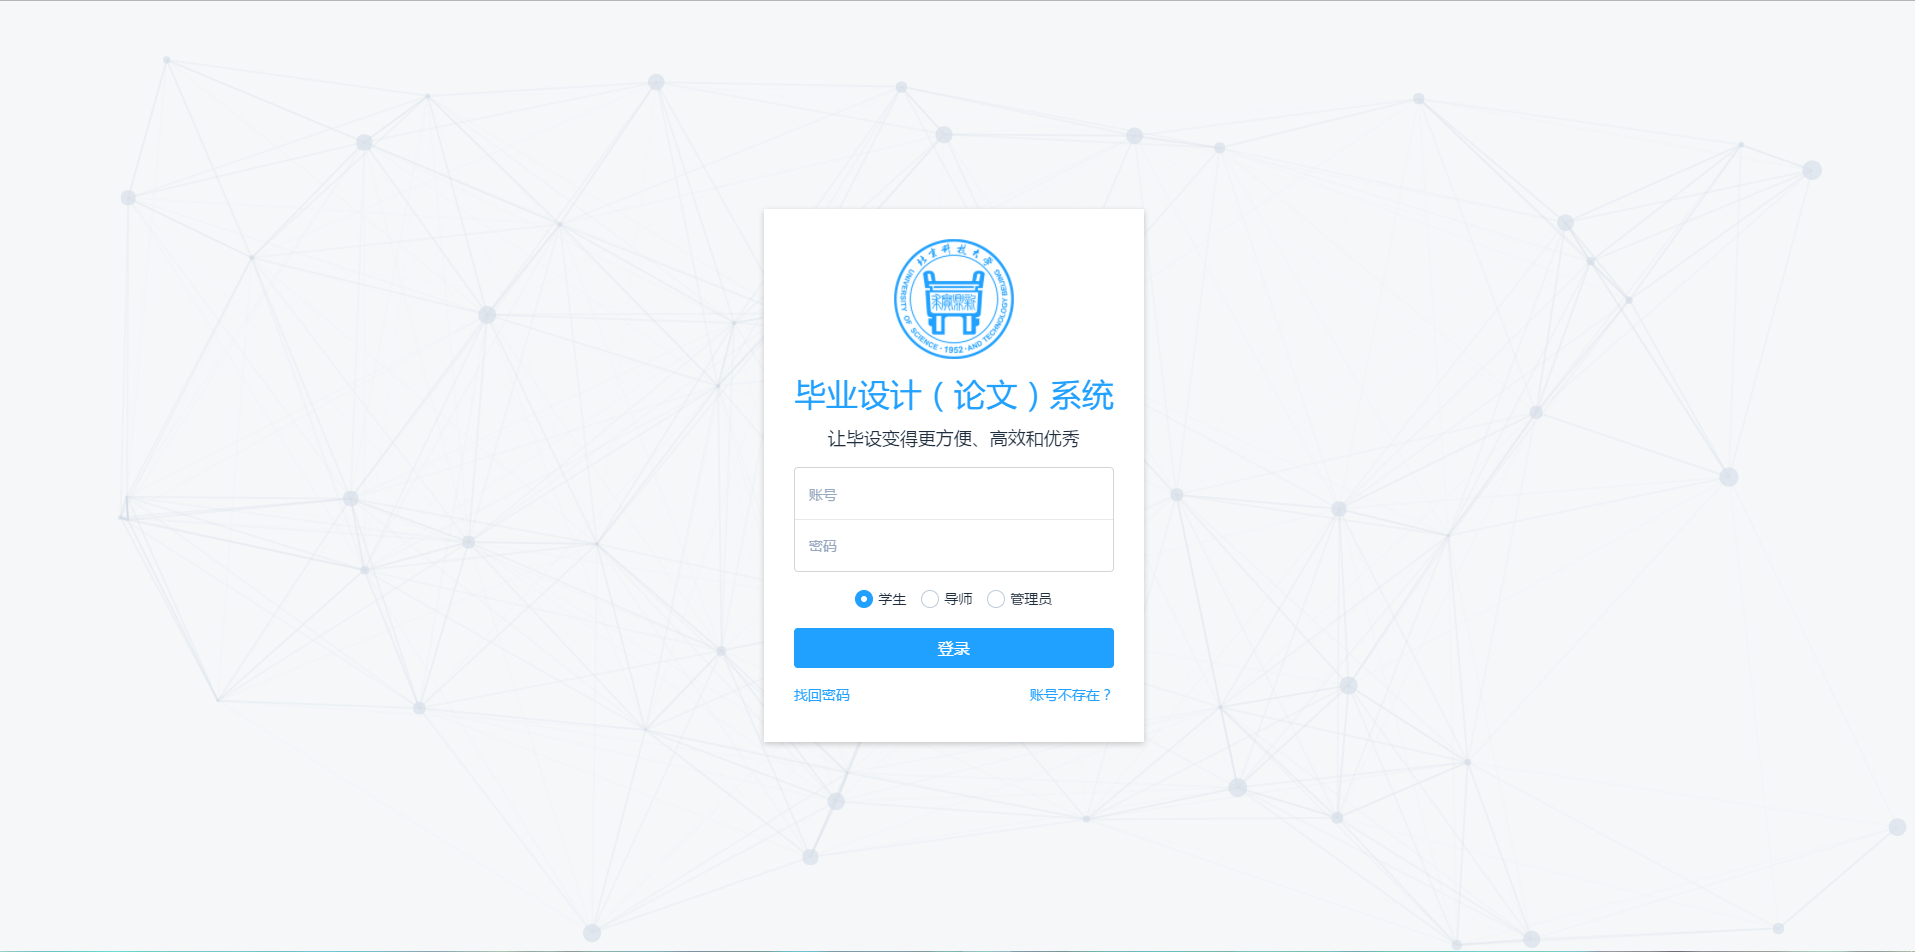 北京科技大学
UNIVERSITY OF SCIENCE AND TECHNOLOGY BEIJING
·1952·
毕业设计（论文）系统
让毕设变得更方便、高效和优秀
账号
密码
学生 导师 管理员
登录
找回密码 账号不存在？